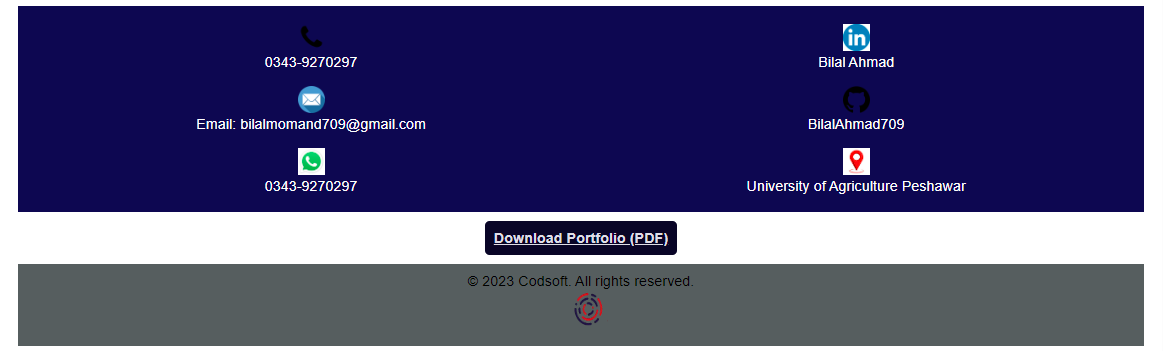 0343-9270297
Bilal Ahmad
Email: bilalmomand709@gmail.com
BilalAhmad709
0343-9270297
University of Agriculture Peshawar
Download Portfolio (PDF)
© 2023 Codsoft. All rights reserved.